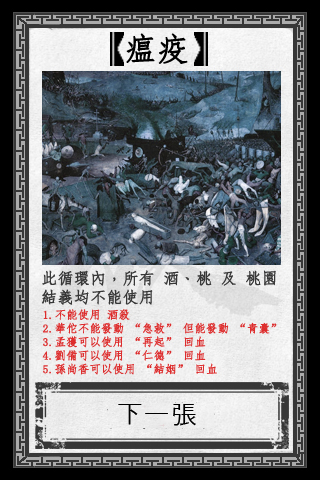 【瘟疫】
此循環內，所有 酒、桃 及 桃園
結義均不能使用
1.不能使用 酒殺
2.華佗不能發動 “急救” 但能發動 “青囊”
3.孟獲可以使用 “再起” 回血
4.劉備可以使用 “仁德” 回血
5.孫尚香可以使用 “結烟” 回血
下一張